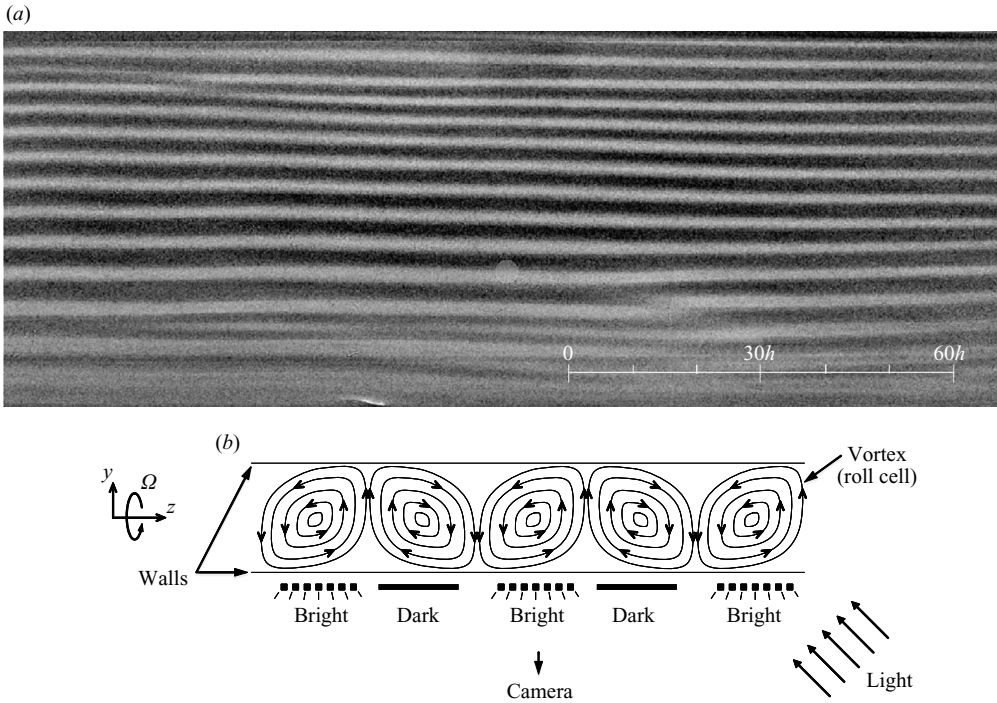 (a)
0 30h 60h
(b)
y Ω z
Vortex
(roll cell)
Walls
Bright Dark Bright Dark Bright
Camera
Light